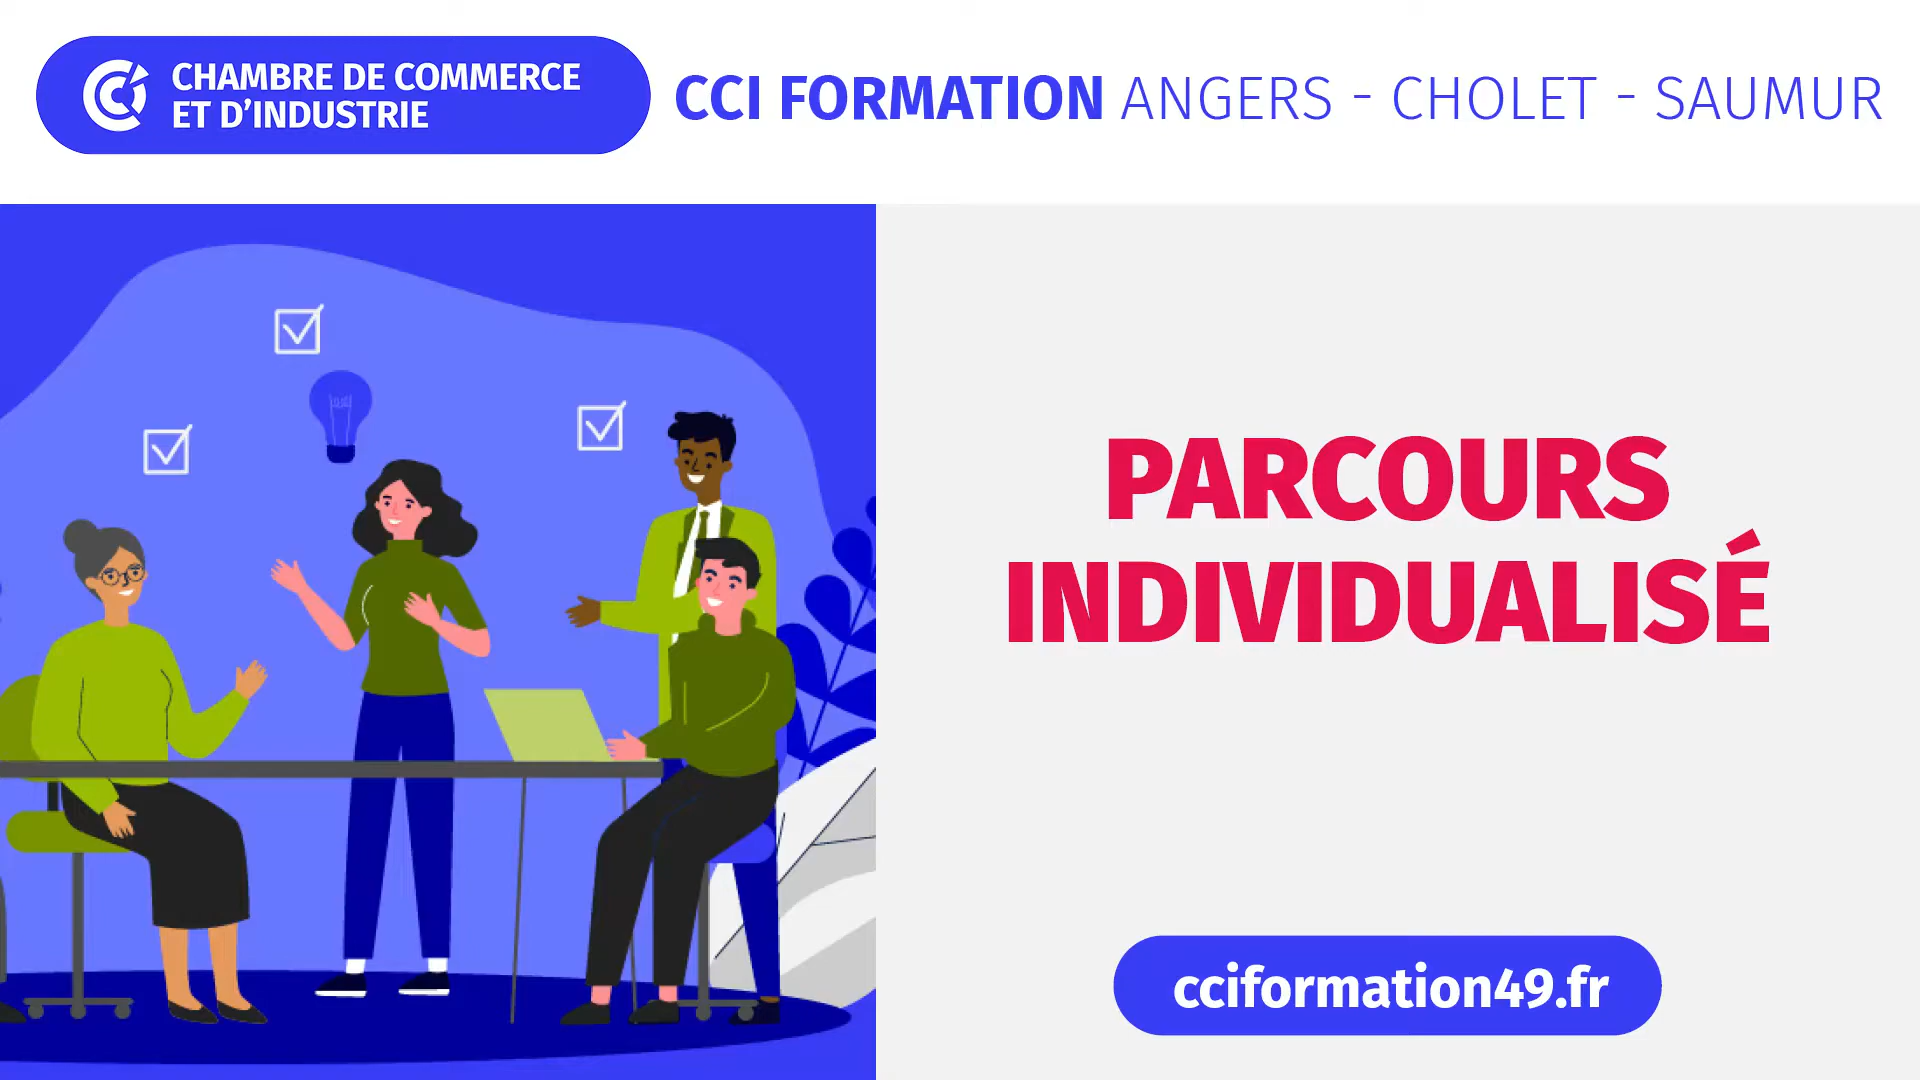 CHAMBRE DE COMMERCE
ET D'INDUSTRIE
CCI FORMATION ANGERS - CHOLET - SAUMUR
PARCOURS
INDIVIDUALISÉ
cciformation49.fr